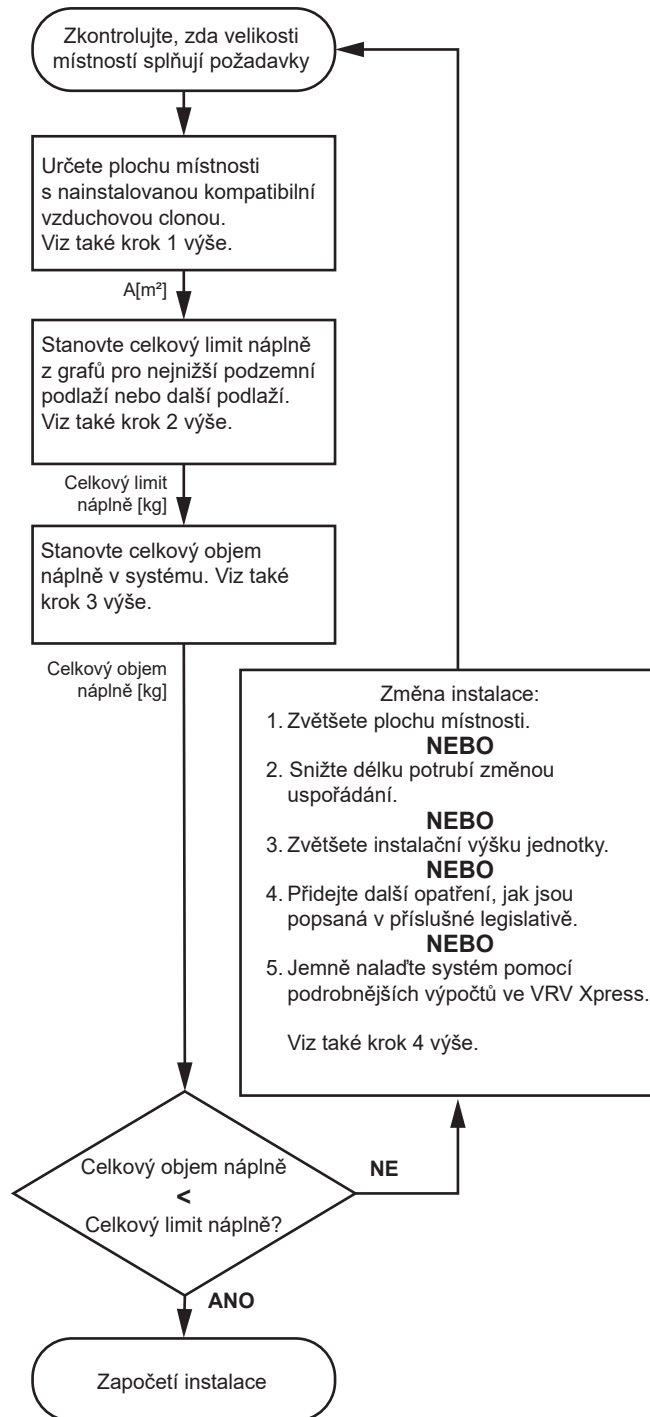 Zkontrolujte, zda velikosti
místností splňují požadavky
Určete plochu místnosti
s nainstalovanou kompatibilní
vzduchovou clonou.
Viz také krok 1 výše.
A[m²]
Stanovte celkový limit náplně
z grafů pro nejnižší podzemní
podlaží nebo další podlaží.
Viz také krok 2 výše.
Celkový limit
náplně [kg]
Stanovte celkový objem
náplně v systému. Viz také
krok 3 výše.
Celkový objem
náplně [kg]
Změna instalace:
1. Zvětšete plochu místnosti.
NEBO
2. Snižte délku potrubí změnou
uspořádání.
NEBO
3. Zvětšete instalační výšku jednotky.
NEBO
4. Přidejte další opatření, jak jsou
popsaná v příslušné legislativě.
NEBO
5. Jemně nalaďte systém pomocí
podrobnějších výpočtů ve VRV Xpress.
Viz také krok 4 výše.
Celkový objem náplně
<
Celkový limit náplně?
NE
ANO
Započetí instalace